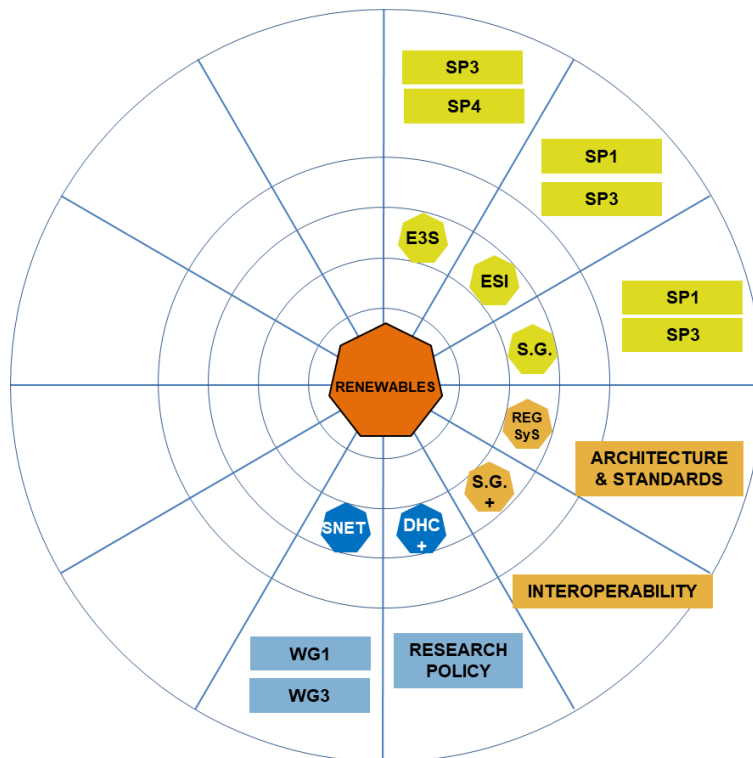 SP3
SP4
SP1
SP3
E3S
ESI
SP1
SP3
S.G.
RENEWABLES
REG
SyS
ARCHITECTURE
& STANDARDS
S.G.
+
SNET
DHC
+
INTEROPERABILITY
WG1
WG3
RESEARCH
POLICY